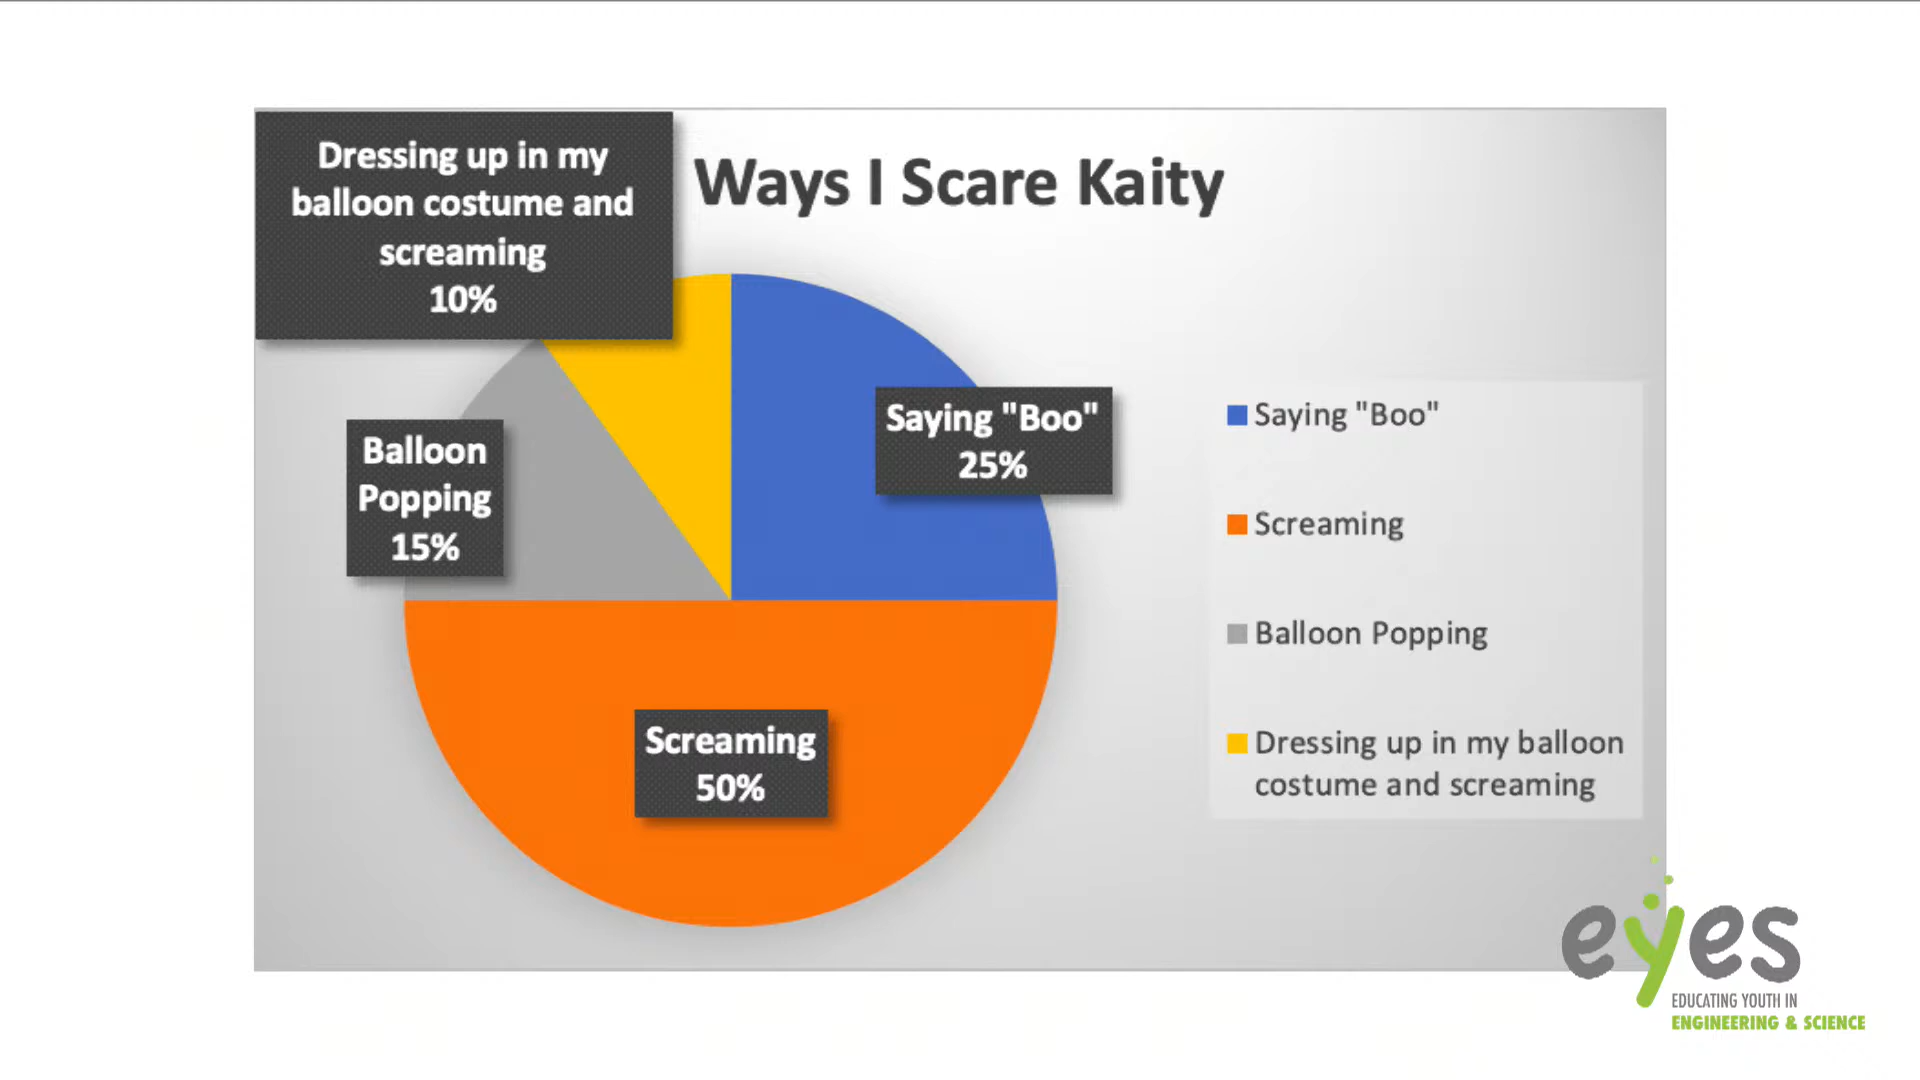 Ways I Scare Kaity
Dressing up in my
balloon costume and
screaming
10%
Saying "Boo"
25%
Balloon
Popping
15%
Screaming
50%
Saying "Boo"
Screaming
Balloon Popping
Dressing up in my balloon
costume and screaming
eyes
EDUCATING YOUTH IN
ENGINEERING & SCIENCE